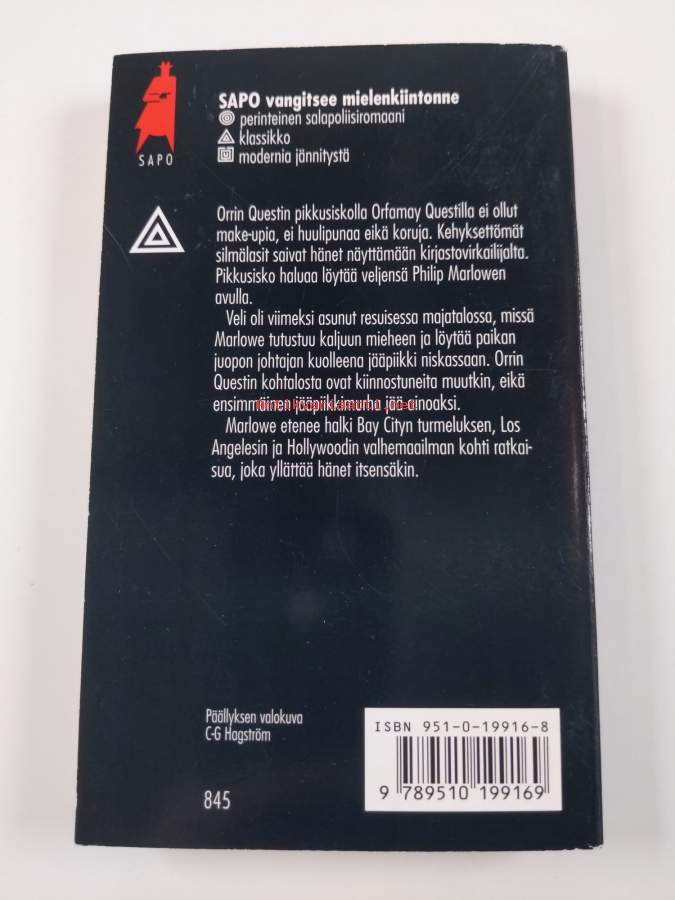 SAPO vangitsee mielenkiintonne
perinteinen salapoliisiromaani
klassikko
modernia jännitystä
SAPO
Orrin Questin pikkusiskolla Orfamay Questilla ei ollut
make-upia, ei huulipunaa eikä koruja. Kehyksettömät
silmälasit saivat hänet näyttämään kirjastovirkailijalta.
Pikkusisko haluaa löytää veljensä Philip Marlowen
avulla.
Veli oli viimeksi asunut resuisessa majatalossa, missä
Marlowe tutustuu kaljuun mieheen ja löytää paikan
juopon johtajan kuolleena jääpiikki niskassaan. Orrin
Questin kohtalosta ovat kiinnostuneita muutkin, eikä
ensimmäinen jääpiikkimurha jää ainoaksi.
Marlowe etenee halki Bay Cityn turmeluksen, Los
Angelesin ja Hollywoodin valhemaailman kohti ratkai-
sua, joka yllättää hänet itsensäkin.
Päällyksen valokuva
C-G Hagström
845
ISBN 951-0-19916-8
9 789510 199169